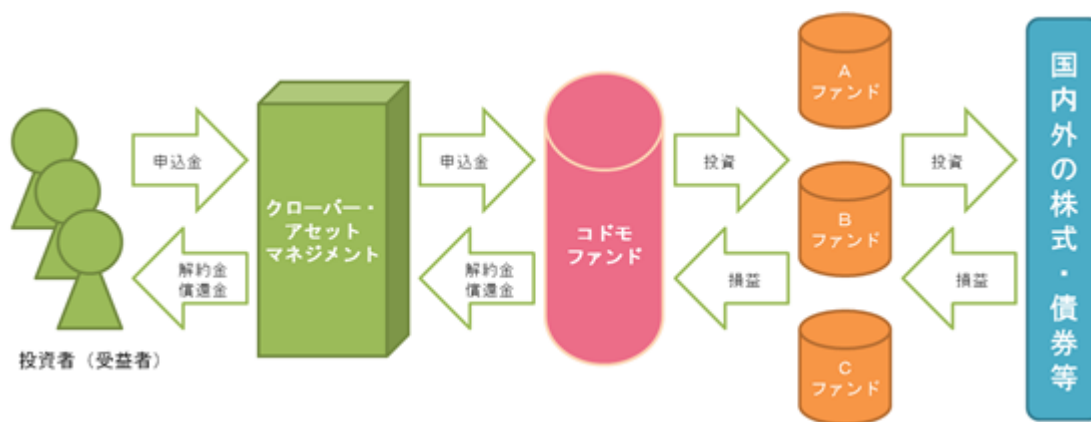 投資者（受益者）
申込金
解約金
償還金
クローバー・
アセット
マネジメント
申込金
解約金
償還金
コドモ
ファンド
投資
損益
A
ファンド
B
ファンド
C
ファンド
投資
損益
国内外の株式・債券等